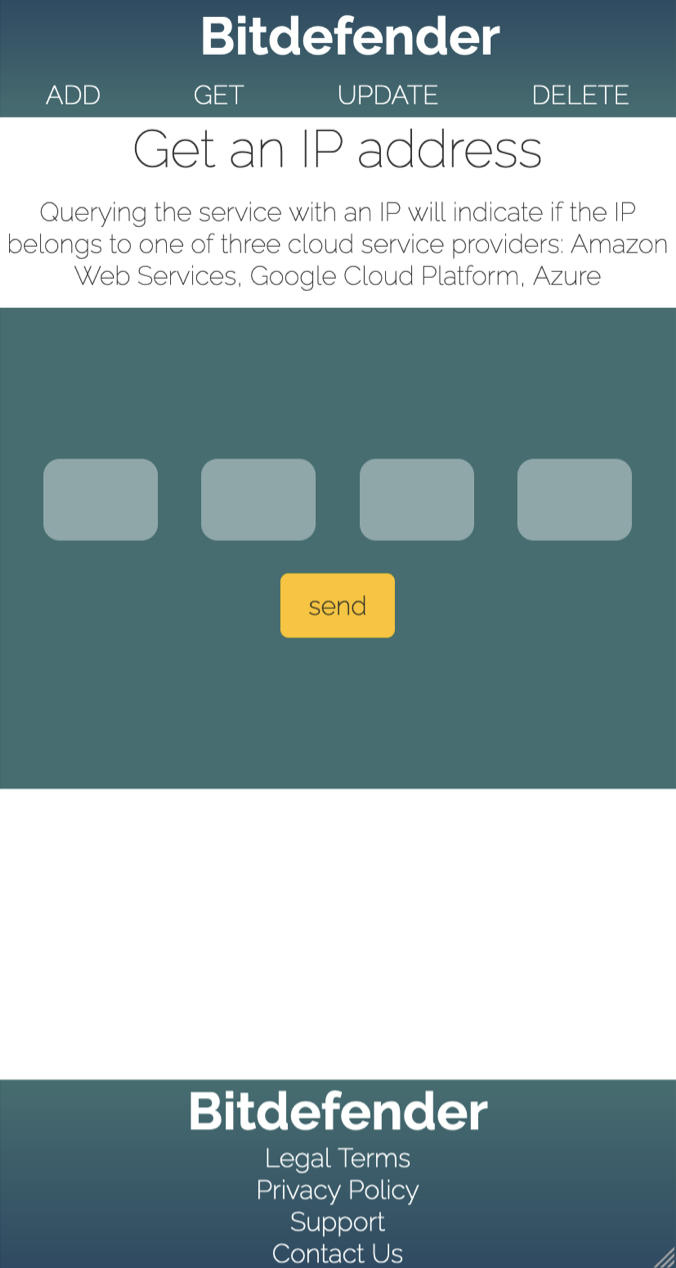 Bitdefender
ADD GET UPDATE DELETE
Get an IP address
Querying the service with an IP will indicate if the IP
belongs to one of three cloud service providers: Amazon
Web Services, Google Cloud Platform, Azure
send
Bitdefender
Legal Terms
Privacy Policy
Support
Contact Us